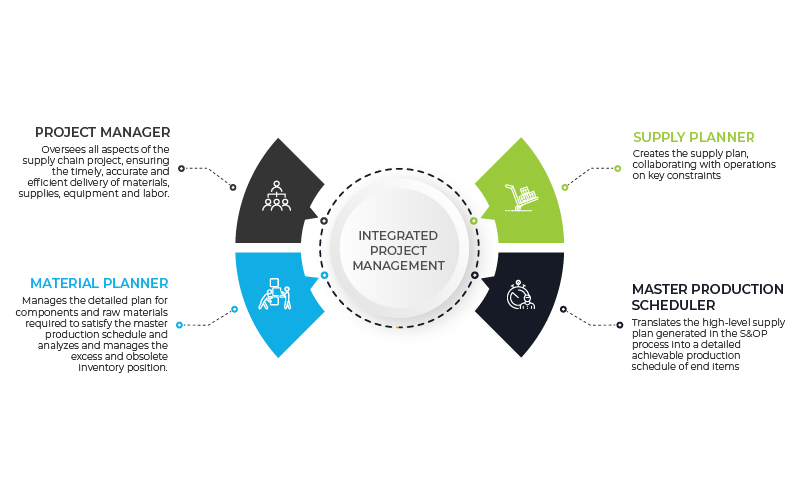 PROJECT MANAGER
Oversees all aspects of the
supply chain project, ensuring
the timely, accurate and
efficient delivery of materials,
supplies, equipment and labor.
MATERIAL PLANNER
Manages the detailed plan for
components and raw materials
required to satisfy the master
production schedule and
analyzes and manages the
excess and obsolete
inventory position.
INTEGRATED
PROJECT
MANAGEMENT
SUPPLY PLANNER
Creates the supply plan,
collaborating with operations
on key constraints
MASTER PRODUCTION
SCHEDULER
Translates the high-level supply
plan generated in the S&OP
process into a detailed
achievable production
schedule of end items